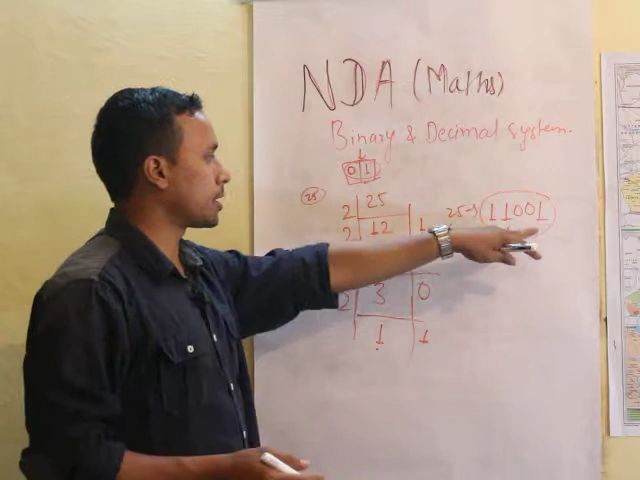 NDA (Maths)
Binary & Decimal system.
0 1
25
2 25
2 12 1 25→ 11001
2 3 0
1 1